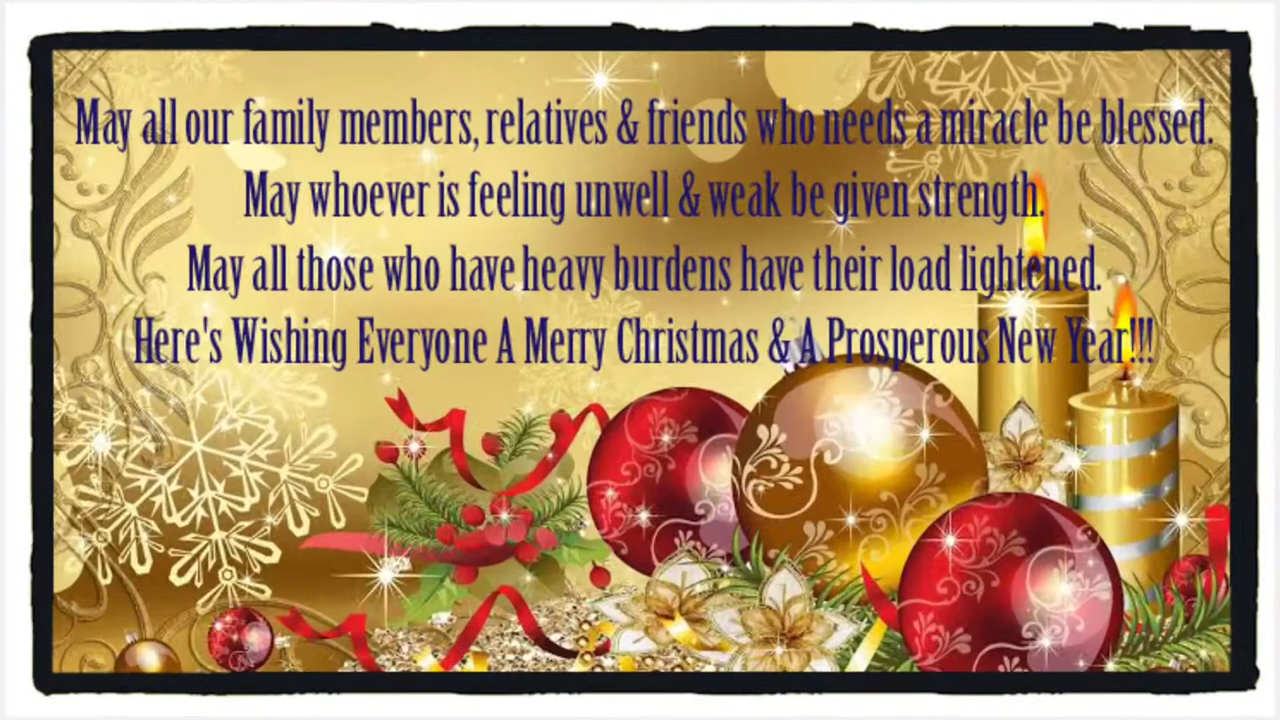 May all our family members, relatives & friends who needs a miracle be blessed.
May whoever is feeling unwell & weak be given strength.
May all those who have heavy burdens have their load lightened.
Here's Wishing Everyone A Merry Christmas & A Prosperous New Year!!!